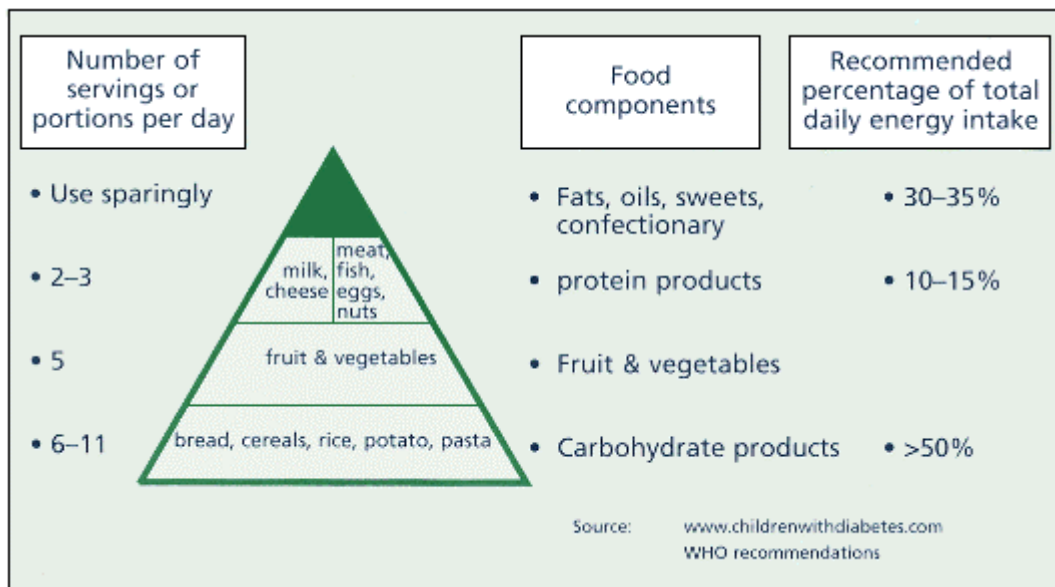 Number of
servings or
portions per day
Food
components
Recommended
percentage of total
daily energy intake
• Use sparingly
• Fats, oils, sweets,
confectionary
• 30–35%
• 2–3
milk,
cheese
meat,
fish,
eggs,
nuts
• protein products
• 10–15%
• 5
fruit & vegetables
• Fruit & vegetables
• 6–11
bread, cereals, rice, potato, pasta
• Carbohydrate products
• >50%
Source: www.childrenwithdiabetes.com
WHO recommendations